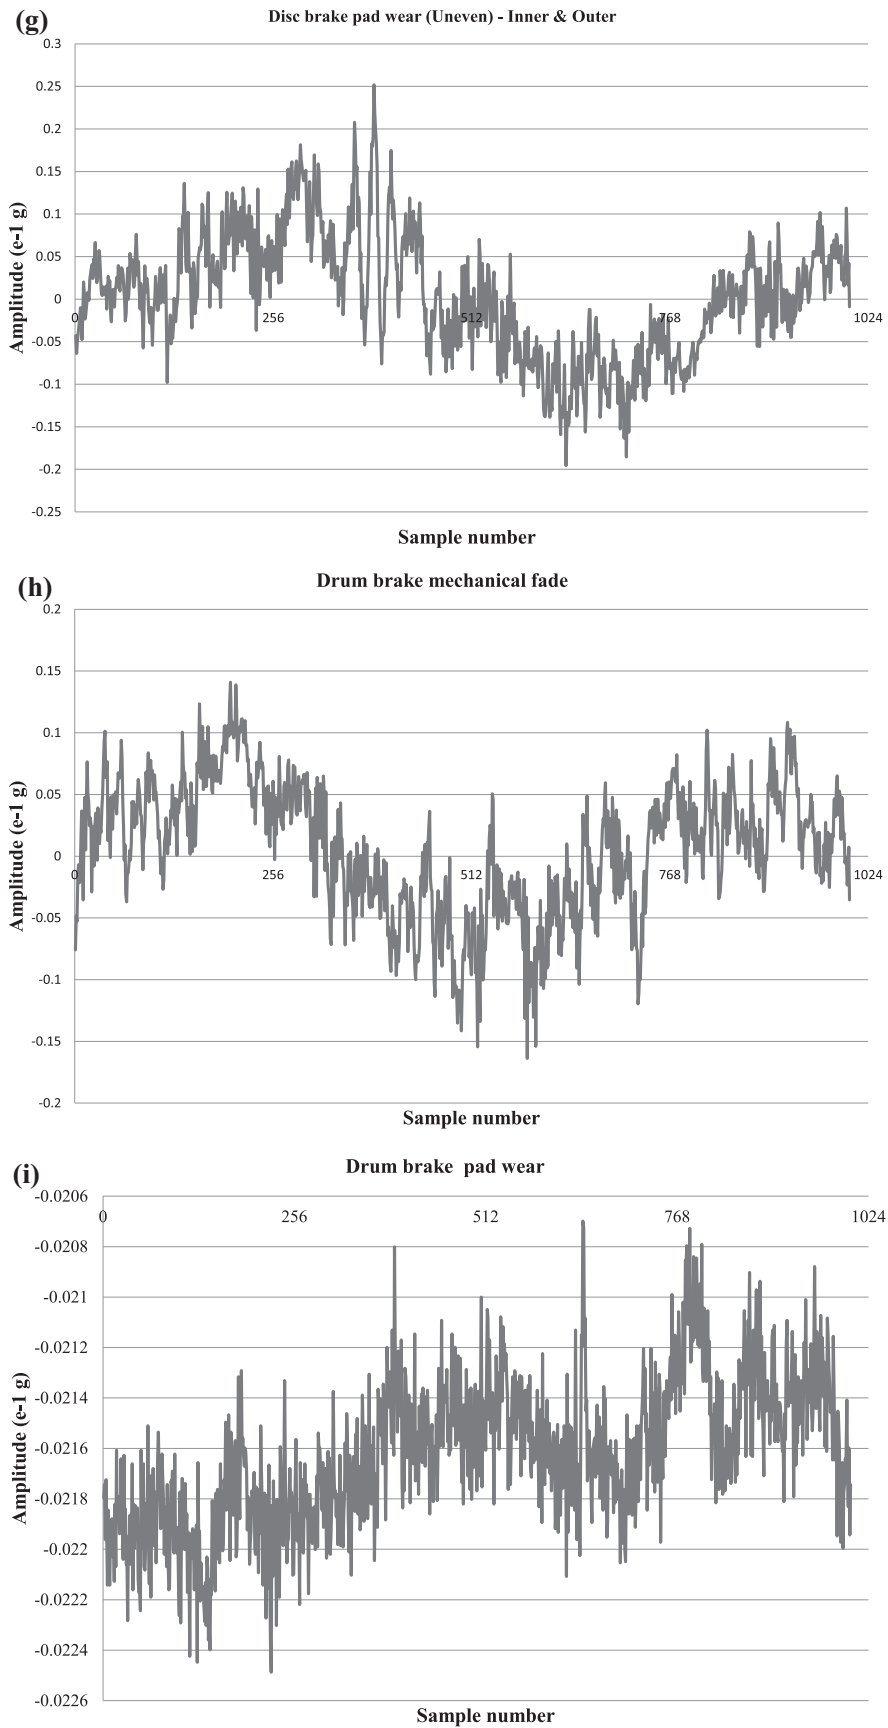 (g)
Disc brake pad wear (Uneven) - Inner & Outer
0.3
0.25
0.2
0.15
0.1
0.05
0
-0.05
-0.1
-0.15
-0.2
-0.25
0 256 512 768 1024
Amplitude (e-1 g)
Sample number
(h)
Drum brake mechanical fade
0.2
0.15
0.1
0.05
0
-0.05
-0.1
-0.15
-0.2
0 256 512 768 1024
Amplitude (e-1 g)
Sample number
(i)
Drum brake pad wear
-0.0206
0 256 512 768 1024
-0.0208
-0.021
-0.0212
-0.0214
-0.0216
-0.0218
-0.022
-0.0222
-0.0224
-0.0226
Amplitude (e-1 g)
Sample number